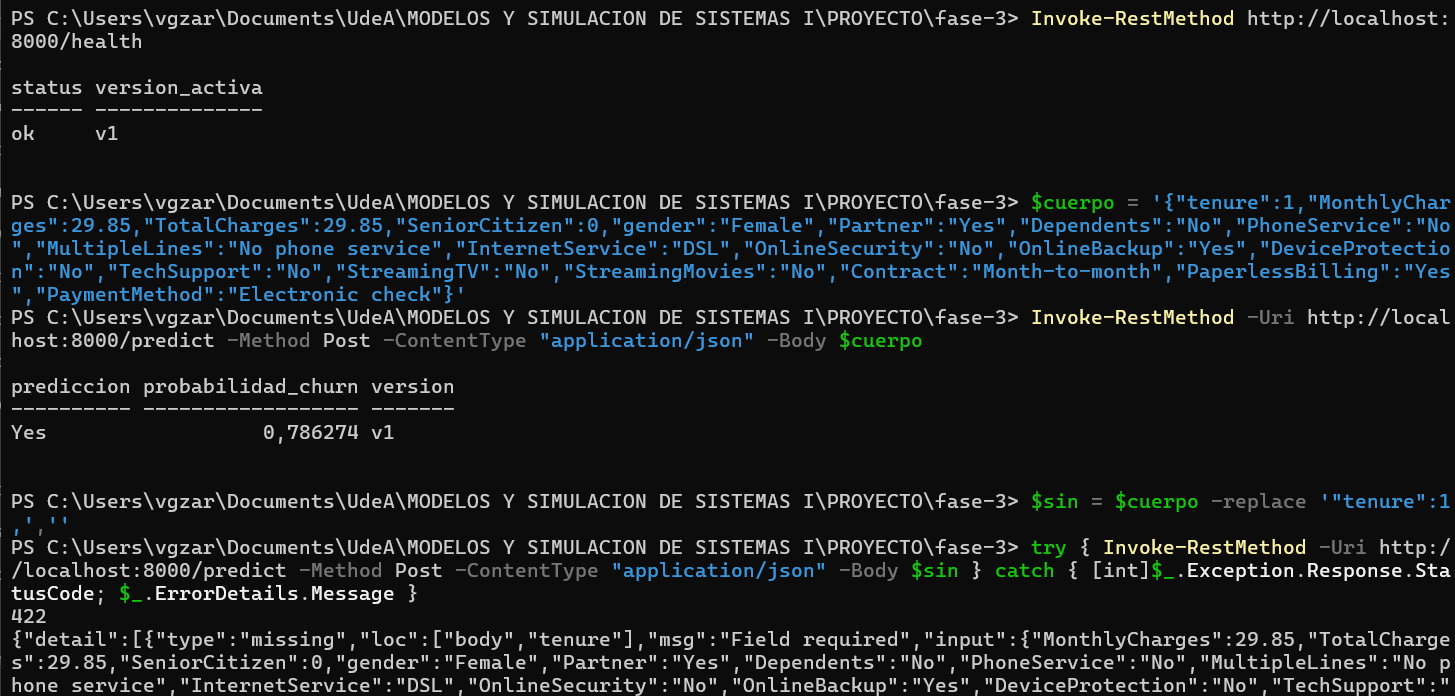 PS C:\Users\vgzar\Documents\UdeA\MODELOS Y SIMULACION DE SISTEMAS I\PROYECTO\fase-3> Invoke-RestMethod http://localhost:
8000/health
status version_activa
------ --------------
ok     v1
PS C:\Users\vgzar\Documents\UdeA\MODELOS Y SIMULACION DE SISTEMAS I\PROYECTO\fase-3> $cuerpo = '{"tenure":1,"MonthlyChar
ges":29.85,"TotalCharges":29.85,"SeniorCitizen":0,"gender":"Female","Partner":"Yes","Dependents":"No","PhoneService":"No
","MultipleLines":"No phone service","InternetService":"DSL","OnlineSecurity":"No","OnlineBackup":"Yes","DeviceProtectio
n":"No","TechSupport":"No","StreamingTV":"No","StreamingMovies":"No","Contract":"Month-to-month","PaperlessBilling":"Yes
","PaymentMethod":"Electronic check"}'
PS C:\Users\vgzar\Documents\UdeA\MODELOS Y SIMULACION DE SISTEMAS I\PROYECTO\fase-3> Invoke-RestMethod -Uri http://local
host:8000/predict -Method Post -ContentType "application/json" -Body $cuerpo
prediccion probabilidad_churn version
---------- ------------------ -------
Yes                  0,786274 v1
PS C:\Users\vgzar\Documents\UdeA\MODELOS Y SIMULACION DE SISTEMAS I\PROYECTO\fase-3> $sin = $cuerpo -replace '"tenure":1
,',''
PS C:\Users\vgzar\Documents\UdeA\MODELOS Y SIMULACION DE SISTEMAS I\PROYECTO\fase-3> try { Invoke-RestMethod -Uri http:/
/localhost:8000/predict -Method Post -ContentType "application/json" -Body $sin } catch { [int]$_.Exception.Response.Sta
tusCode; $_.ErrorDetails.Message }
422
{"detail":[{"type":"missing","loc":["body","tenure"],"msg":"Field required","input":{"MonthlyCharges":29.85,"TotalCharge
s":29.85,"SeniorCitizen":0,"gender":"Female","Partner":"Yes","Dependents":"No","PhoneService":"No","MultipleLines":"No p
hone service","InternetService":"DSL","OnlineSecurity":"No","OnlineBackup":"Yes","DeviceProtection":"No","TechSupport":"